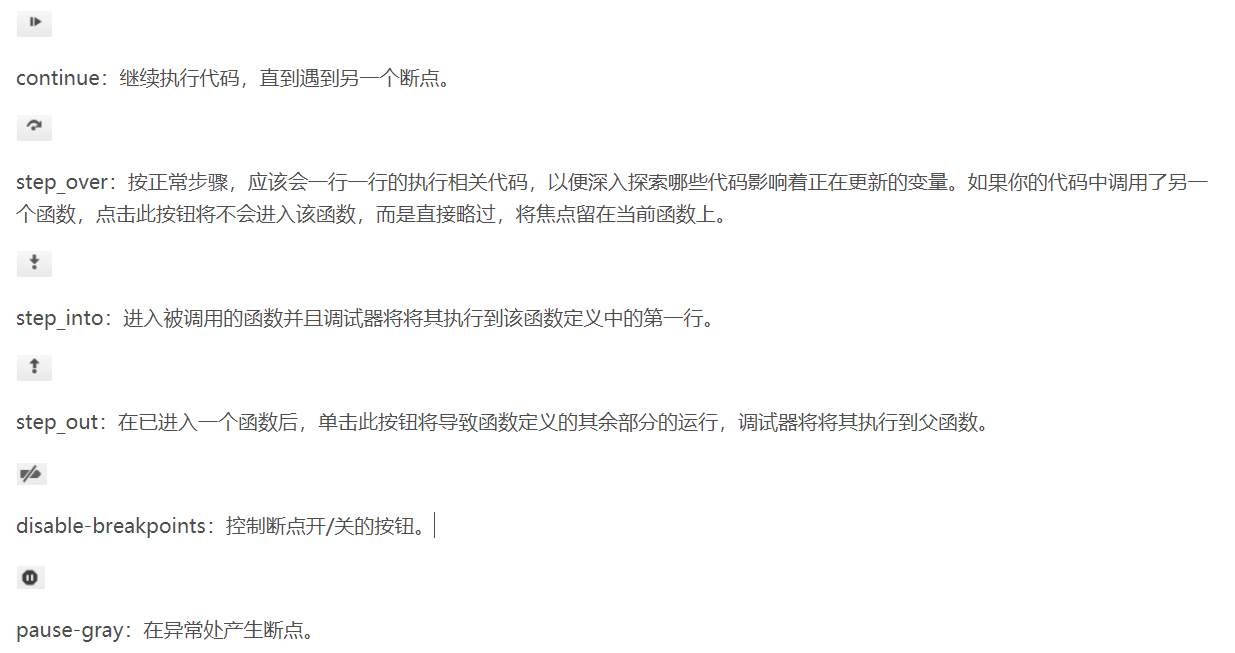 continue：继续执行代码，直到遇到另一个断点。
step_over：按正常步骤，应该会一行一行的执行相关代码，以便深入探索哪些代码影响着正在更新的变量。如果你的代码中调用了另一
个函数，点击此按钮将不会进入该函数，而是直接略过，将焦点留在当前函数上。
step_into：进入被调用的函数并且调试器将将其执行到该函数定义中的第一行。
step_out：在已进入一个函数后，单击此按钮将导致函数定义的其余部分的运行，调试器将将其执行到父函数。
disable-breakpoints：控制断点开/关的按钮。
pause-gray：在异常处产生断点。